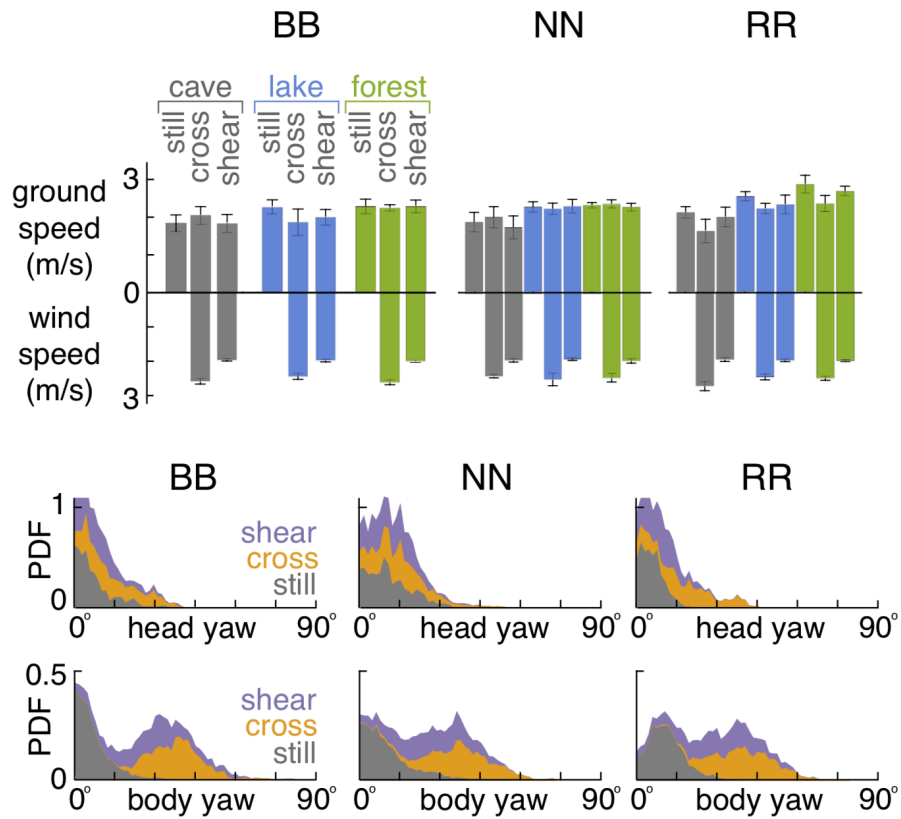 BB NN RR
cave lake forest
still cross shear still cross shear still cross shear
3
ground
speed
(m/s)
0
wind
speed
(m/s)
3
BB NN RR
1
PDF
shear
cross
still
0
0° head yaw 90° 0° head yaw 90° 0° head yaw 90°
0.5
PDF
shear
cross
still
0
0° body yaw 90° 0° body yaw 90° 0° body yaw 90°